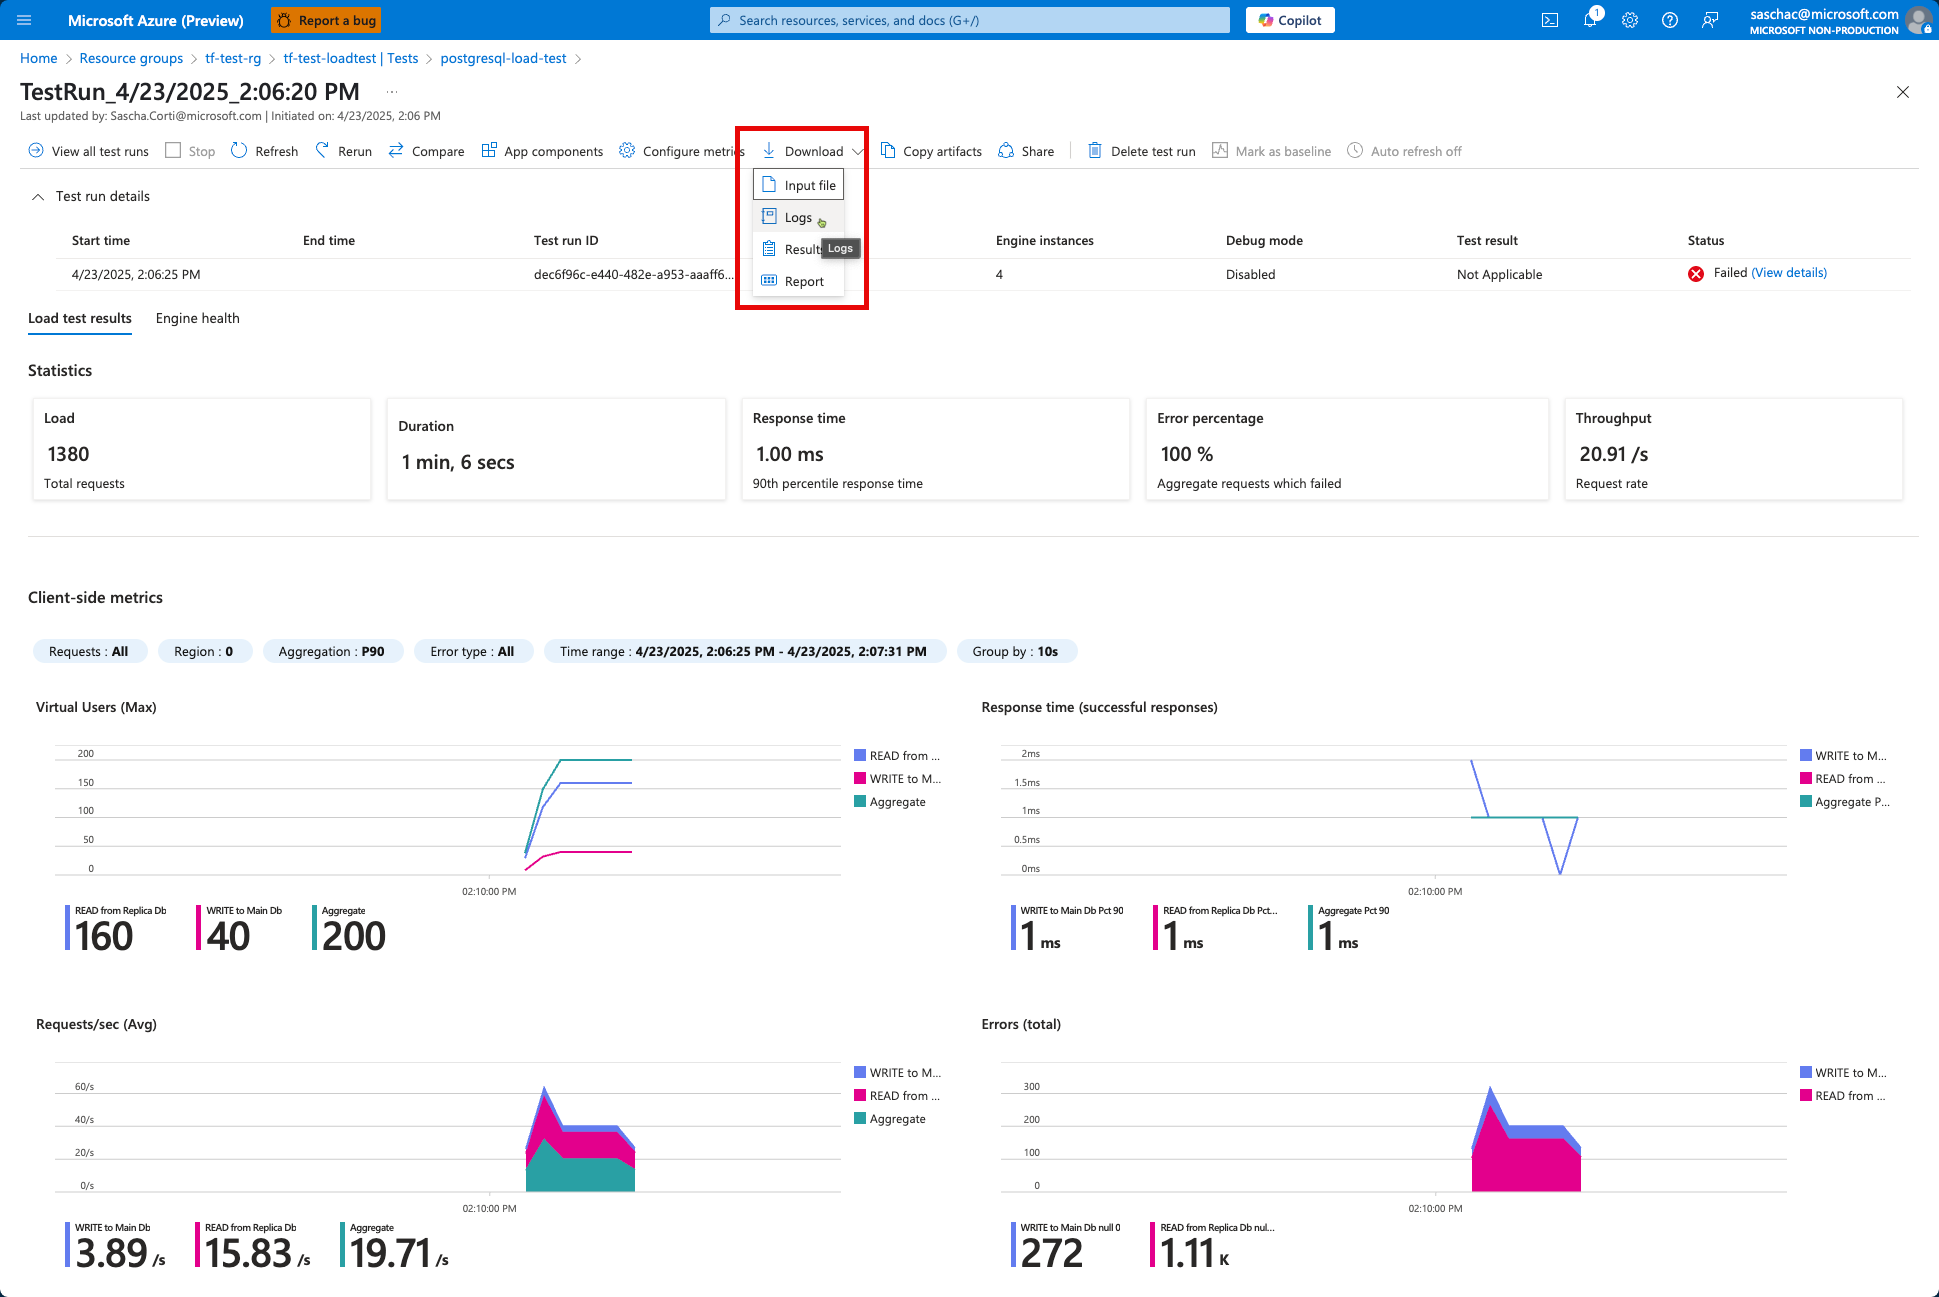 Microsoft Azure (Preview)
Report a bug
Search resources, services, and docs (G+/)
Copilot
1
saschac@microsoft.com
MICROSOFT NON-PRODUCTION
Home > Resource groups > tf-test-rg > tf-test-loadtest | Tests > postgresql-load-test >
TestRun_4/23/2025_2:06:20 PM ...
Last updated by: Sascha.Corti@microsoft.com | Initiated on: 4/23/2025, 2:06 PM
View all test runs Stop Refresh Rerun Compare App components Configure metrics Download Copy artifacts Share Delete test run Mark as baseline Auto refresh off
Input file
Logs
Results
Logs
Report
Test run details
Start time End time Test run ID Engine instances Debug mode Test result Status
4/23/2025, 2:06:25 PM dec6f96c-e440-482e-a953-aaaff6... 4 Disabled Not Applicable Failed (View details)
Load test results Engine health
Statistics
Load
1380
Total requests
Duration
1 min, 6 secs
Response time
1.00 ms
90th percentile response time
Error percentage
100 %
Aggregate requests which failed
Throughput
20.91 /s
Request rate
Client-side metrics
Requests : All Region : 0 Aggregation : P90 Error type : All Time range : 4/23/2025, 2:06:25 PM - 4/23/2025, 2:07:31 PM Group by : 10s
Virtual Users (Max)
200
150
100
50
0
02:10:00 PM
READ from ...
WRITE to M...
Aggregate
READ from Replica Db
160
WRITE to Main Db
40
Aggregate
200
Response time (successful responses)
2ms
1.5ms
1ms
0.5ms
0ms
02:10:00 PM
WRITE to M...
READ from ...
Aggregate P...
WRITE to Main Db Pct 90
1 ms
READ from Replica Db Pct...
1 ms
Aggregate Pct 90
1 ms
Requests/sec (Avg)
60/s
40/s
20/s
0/s
02:10:00 PM
WRITE to M...
READ from ...
Aggregate
WRITE to Main Db
3.89 /s
READ from Replica Db
15.83 /s
Aggregate
19.71 /s
Errors (total)
300
200
100
0
02:10:00 PM
WRITE to M...
READ from ...
WRITE to Main Db null 0
272
READ from Replica Db nul...
1.11 K